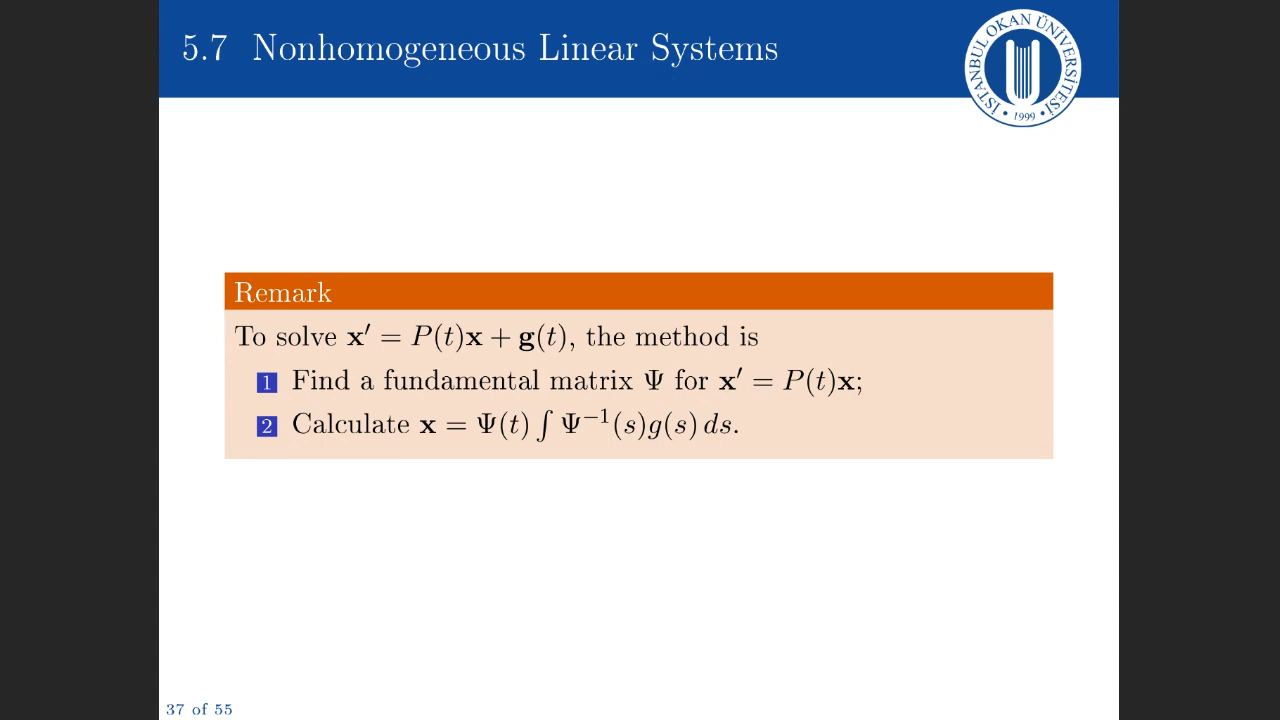 5.7 Nonhomogeneous Linear Systems
İSTANBUL OKAN ÜNİVERSİTESİ
• 1999 •
Remark
To solve x′ = P(t)x + g(t), the method is
1 Find a fundamental matrix Ψ for x′ = P(t)x;
2 Calculate x = Ψ(t) ∫ Ψ⁻¹(s)g(s) ds.
37 of 55